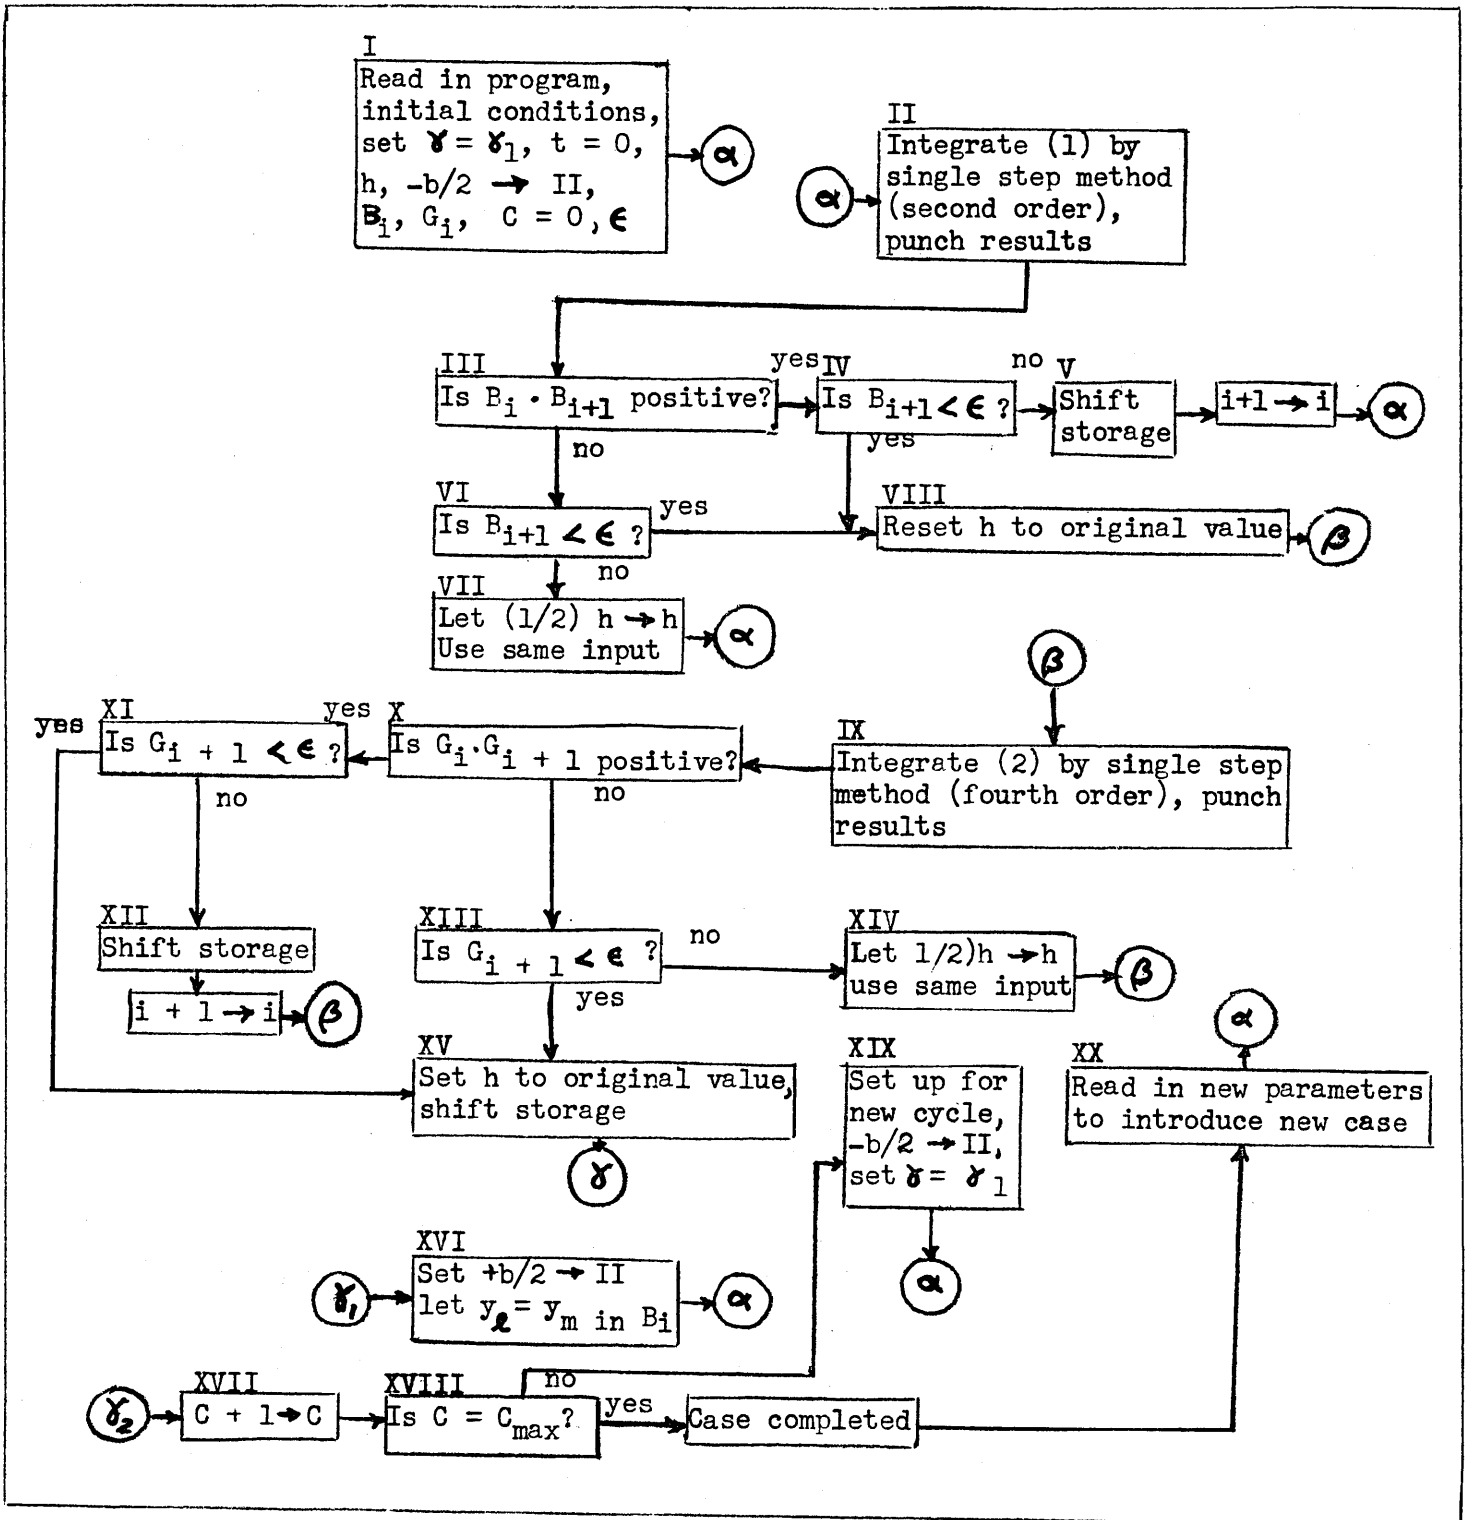 I
Read in program,
initial conditions,
set γ = γ1, t = 0,
h, -b/2 → II,
Bi, Gi, C = 0, ϵ
α
II
α
Integrate (1) by
single step method
(second order),
punch results
III
Is Bi · Bi+1 positive?
yes
no
IV
Is Bi+1 < ϵ ?
no
yes
V
Shift
storage
i+1 → i
α
VI
Is Bi+1 < ϵ ?
yes
no
VIII
Reset h to original value
β
VII
Let (1/2) h → h
Use same input
α
β
IX
Integrate (2) by single step
method (fourth order), punch
results
X
Is Gi·Gi + 1 positive?
yes
no
XI
Is Gi + 1 < ϵ ?
yes
no
XII
Shift storage
i + 1 → i
β
XIII
Is Gi + 1 < ϵ ?
no
yes
XIV
Let 1/2)h → h
use same input
β
XV
Set h to original value,
shift storage
γ
XIX
Set up for
new cycle,
-b/2 → II,
set γ = γ1
α
XX
Read in new parameters
to introduce new case
α
XVI
γ1
Set +b/2 → II
let yℓ = ym in Bi
α
γ2
XVII
C + 1 → C
XVIII
Is C = Cmax?
no
yes
Case completed